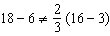 18 − 6 ≠ 2/3 (16 − 3)